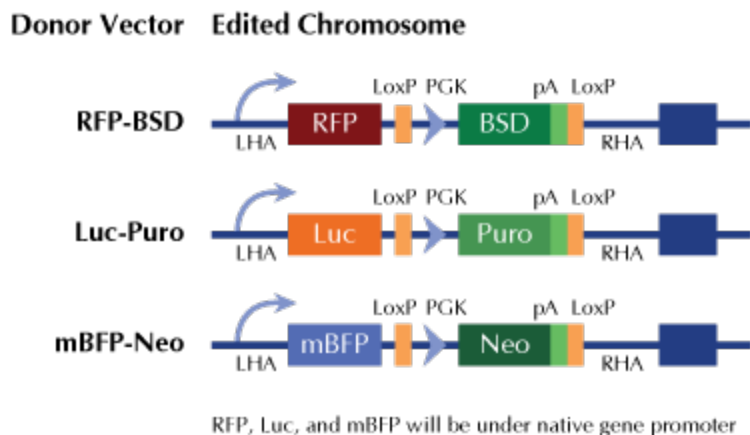 Donor Vector Edited Chromosome
LoxP PGK pA LoxP
RFP-BSD RFP BSD
LHA RHA
LoxP PGK pA LoxP
Luc-Puro Luc Puro
LHA RHA
LoxP PGK pA LoxP
mBFP-Neo mBFP Neo
LHA RHA
RFP, Luc, and mBFP will be under native gene promoter